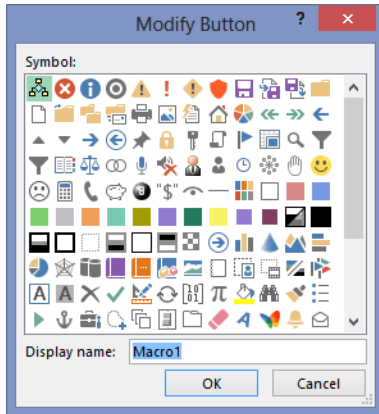 Modify Button
Symbol:
"$"
π
A A
A
Display name: Macro1
OK Cancel